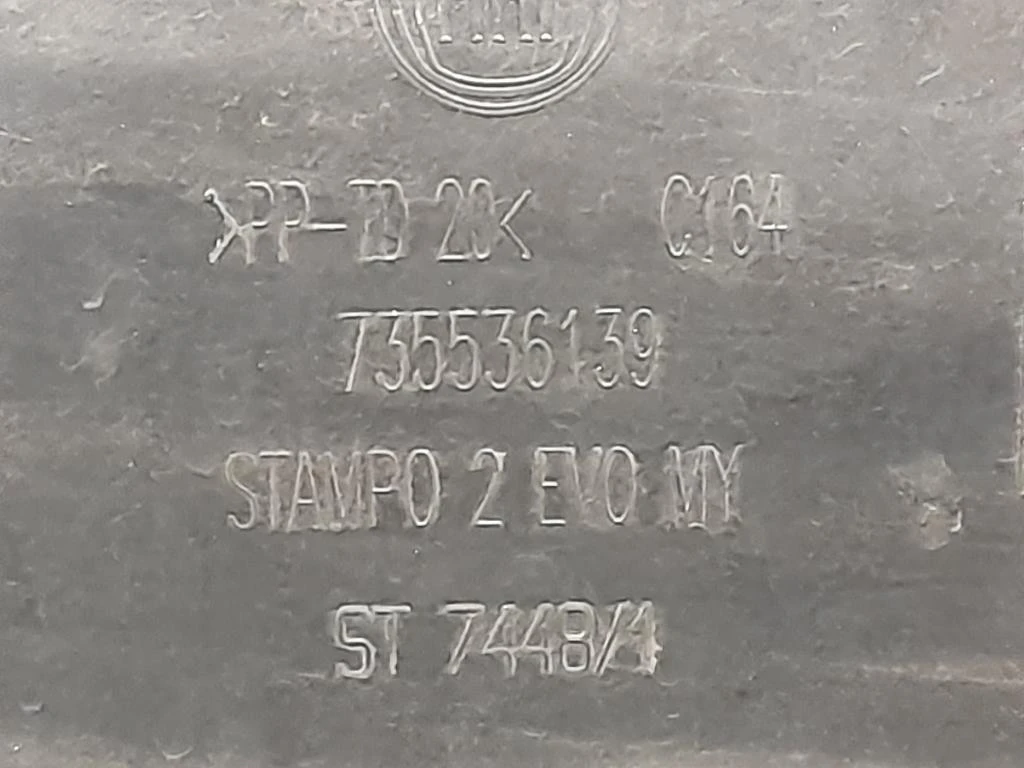 >PP-TD 20< C164
735536139
STAMPO 2 EVO MY
ST 7448/1